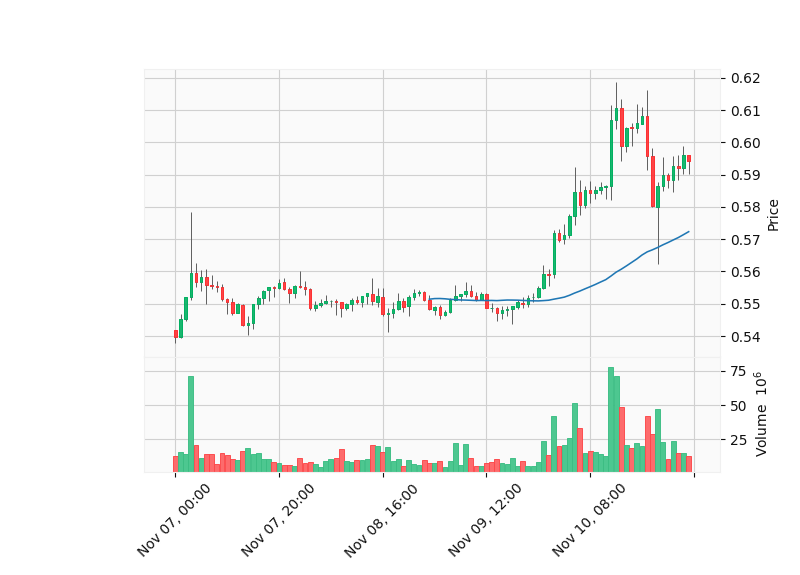 0.62
0.61
0.60
0.59
0.58
0.57
0.56
0.55
0.54
Price
75
50
25
Volume 10⁶
Nov 07, 00:00
Nov 07, 20:00
Nov 08, 16:00
Nov 09, 12:00
Nov 10, 08:00